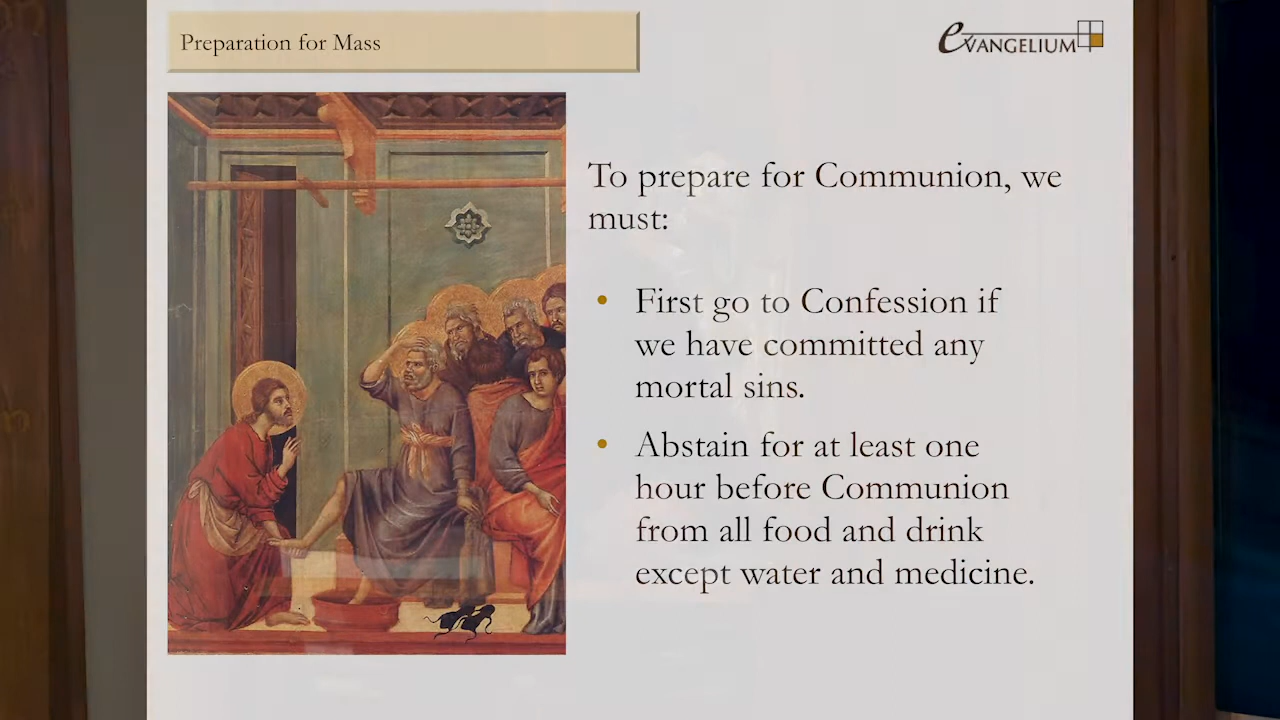 Preparation for Mass
eVANGELIUM
To prepare for Communion, we
must:
• First go to Confession if
we have committed any
mortal sins.
• Abstain for at least one
hour before Communion
from all food and drink
except water and medicine.